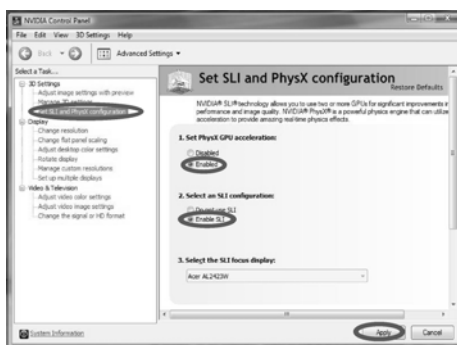 NVIDIA Control Panel
File Edit View 3D Settings Help
Back Advanced Settings
Select a Task...
3D Settings
Adjust image settings with preview
Manage 3D settings
Set SLI and PhysX configuration
Display
Change resolution
Change flat panel scaling
Adjust desktop color settings
Rotate display
Manage custom resolutions
Set up multiple displays
Video & Television
Adjust video color settings
Adjust video image settings
Change the signal or HD format
System Information
Set SLI and PhysX configuration
Restore Defaults
NVIDIA® SLI® technology allows you to use two or more GPUs for significant improvements in
performance and image quality. NVIDIA® PhysX® is a powerful physics engine that can utilize
acceleration to provide amazing real-time physics effects.
1. Set PhysX GPU acceleration:
Disabled
Enabled
2. Select an SLI configuration:
Do not use SLI
Enable SLI
3. Select the SLI focus display:
Acer AL2423W
Apply Cancel